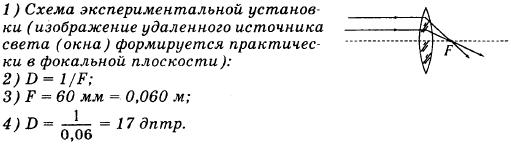 1) Схема экспериментальной установ-
ки (изображение удаленного источника
света (окна) формируется практичес-
ки в фокальной плоскости):
2) D = 1/F;
3) F = 60 мм = 0,060 м;
4) D = 1/0,06 = 17 дптр.
F